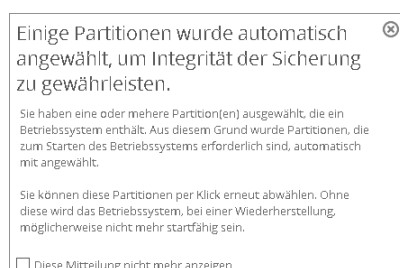 Einige Partitionen wurde automatisch
angewählt, um Integrität der Sicherung
zu gewährleisten.
Sie haben eine oder mehere Partition(en) ausgewählt, die ein
Betriebssystem enthält. Aus diesem Grund wurde Partitionen, die
zum Starten des Betriebssystems erforderlich sind, automatisch
mit angewählt.
Sie können diese Partitionen per Klick erneut abwählen. Ohne
diese wird das Betriebssystem, bei einer Wiederherstellung,
möglicherweise nicht mehr startfähig sein.
Diese Mitteilung nicht mehr anzeigen